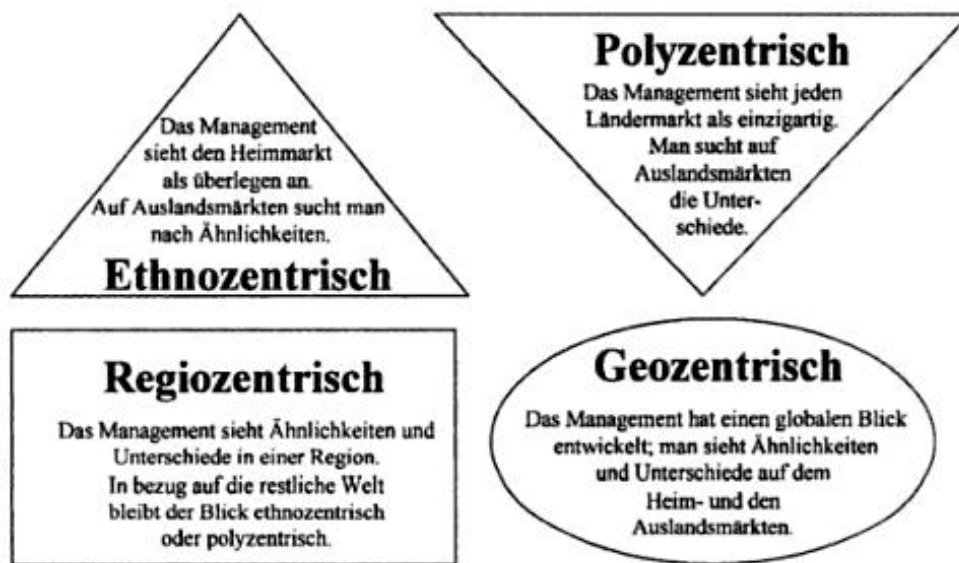 Das Management
sieht den Heimmarkt
als überlegen an.
Auf Auslandsmärkten sucht man
nach Ähnlichkeiten.
Ethnozentrisch
Polyzentrisch
Das Management sieht jeden
Ländermarkt als einzigartig.
Man sucht auf
Auslandsmärkten
die Unter-
schiede.
Regiozentrisch
Das Management sieht Ähnlichkeiten und
Unterschiede in einer Region.
In bezug auf die restliche Welt
bleibt der Blick ethnozentrisch
oder polyzentrisch.
Geozentrisch
Das Management hat einen globalen Blick
entwickelt; man sieht Ähnlichkeiten
und Unterschiede auf dem
Heim- und den
Auslandsmärkten.